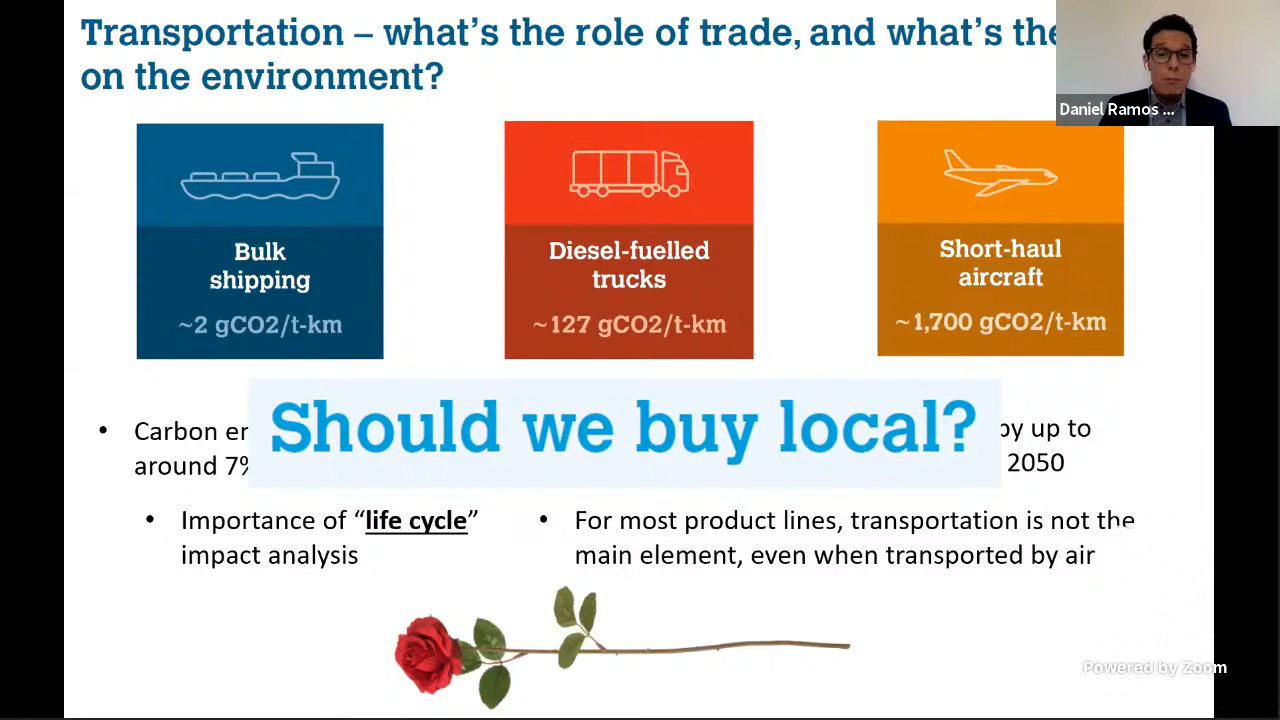 Transportation – what's the role of trade, and what's the
on the environment?
Daniel Ramos ...
Bulk
shipping
~2 gCO2/t-km
Diesel-fuelled
trucks
~127 gCO2/t-km
Short-haul
aircraft
~1,700 gCO2/t-km
Should we buy local?
• Carbon
around 7%
by up to
2050
• Importance of “life cycle”
impact analysis
• For most product lines, transportation is not the
main element, even when transported by air
Powered by Zoom